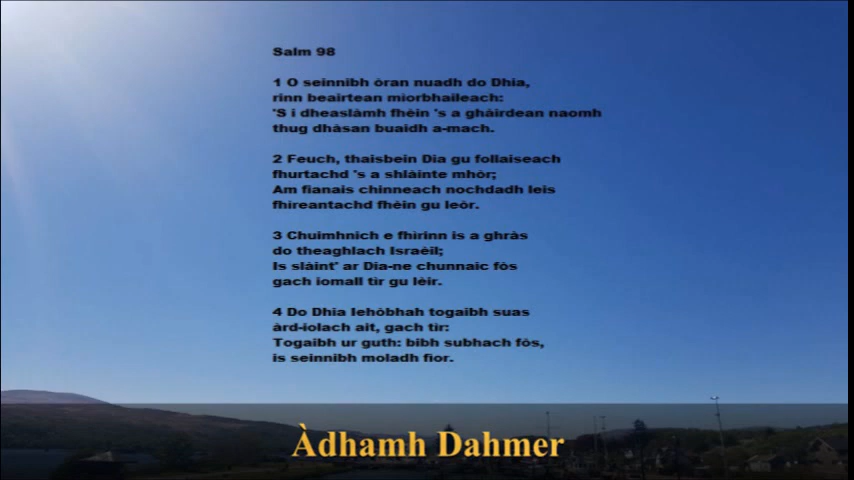 Salm 98
1 O seinnibh òran nuadh do Dhia,
rinn beairtean miorbhaileach:
'S i dheaslàmh fhèin 's a ghàirdean naomh
thug dhàsan buaidh a-mach.
2 Feuch, thaisbein Dia gu follaiseach
fhurtachd 's a shlàinte mhòr;
Am fianais chinneach nochdadh leis
fhìreantachd fhèin gu leòr.
3 Chuimhnich e fhìrinn is a ghràs
do theaghlach Israèil;
Is slàint' ar Dia-ne chunnaic fòs
gach iomall tìr gu lèir.
4 Do Dhia Iehòbhah togaibh suas
àrd-iolach ait, gach tìr:
Togaibh ur guth: bibh subhach fòs,
is seinnibh moladh fìor.
Àdhamh Dahmer